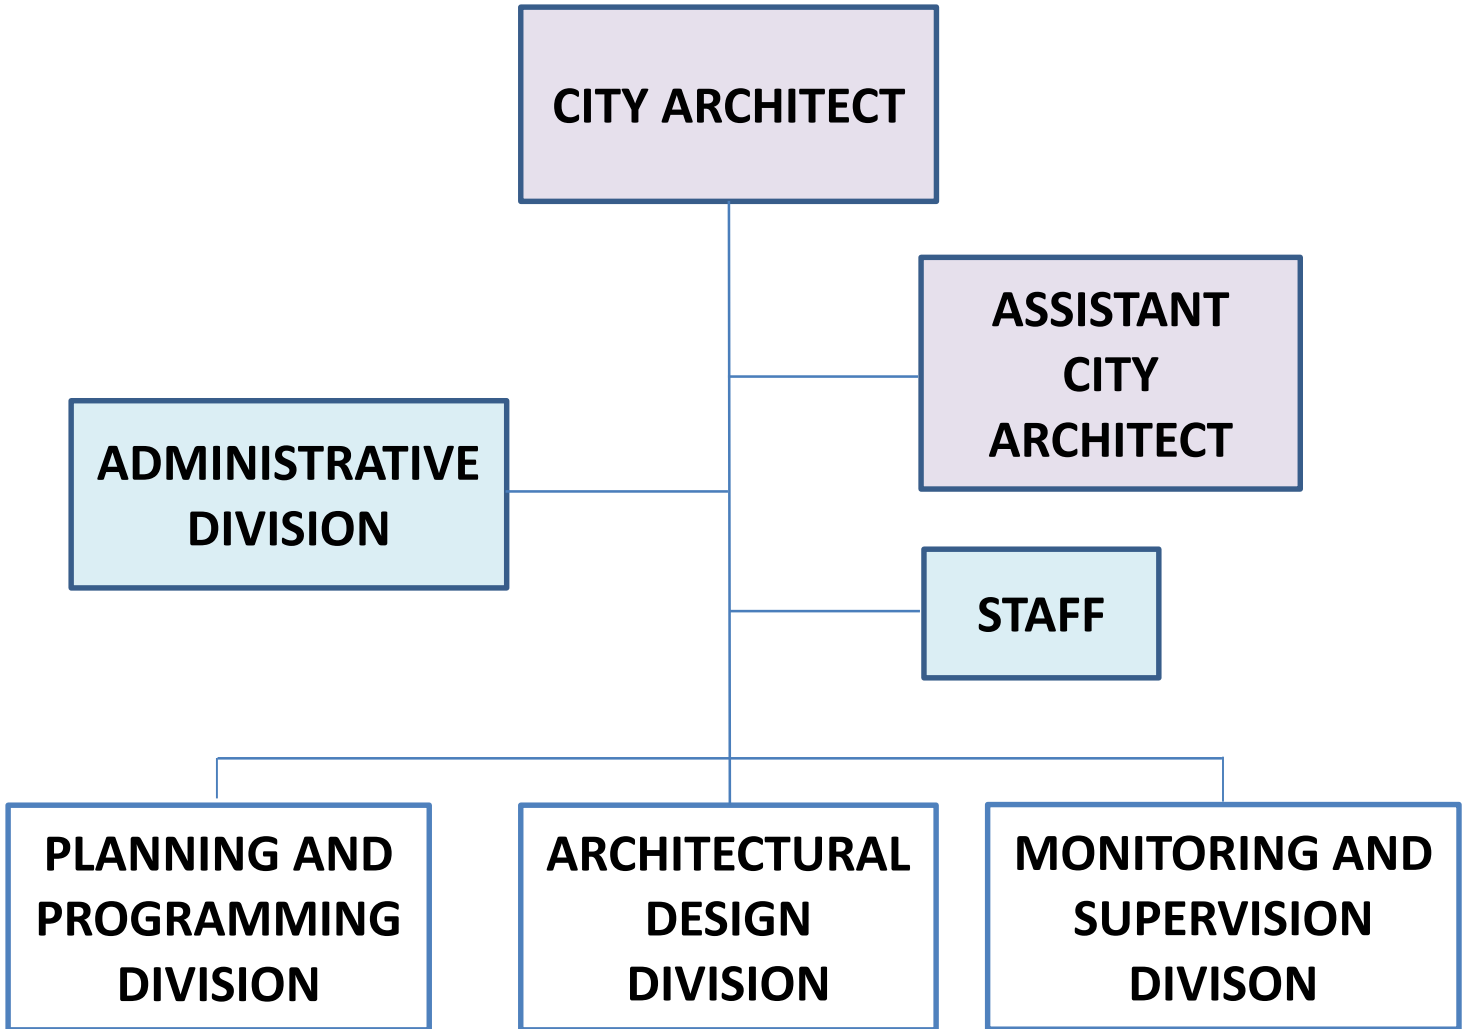 CITY ARCHITECT
ASSISTANT
CITY
ARCHITECT
ADMINISTRATIVE
DIVISION
STAFF
PLANNING AND
PROGRAMMING
DIVISION
ARCHITECTURAL
DESIGN
DIVISION
MONITORING AND
SUPERVISION
DIVISON